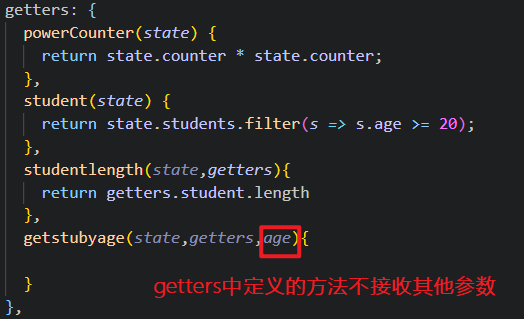 getters: {
powerCounter(state) {
return state.counter * state.counter;
},
student(state) {
return state.students.filter(s => s.age >= 20);
},
studentlength(state,getters){
return getters.student.length
},
getstubyage(state,getters,age){
}
getters中定义的方法不接收其他参数
},